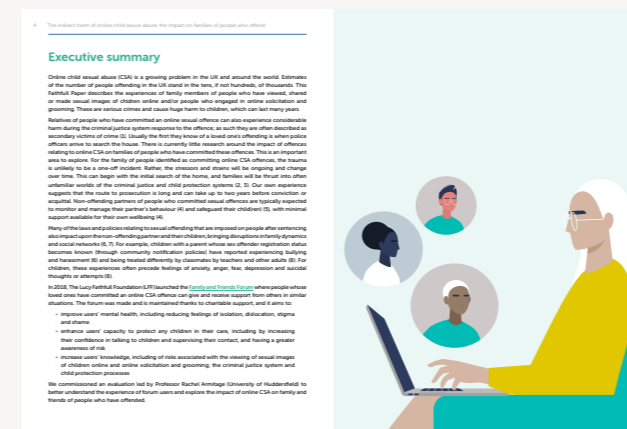 4 The indirect harm of online child sexual abuse: the impact on families of people who offend
Executive summary
Online child sexual abuse (CSA) is a growing problem in the UK and around the world. Estimates
of the number of people offending in the UK stand in the tens, if not hundreds, of thousands. This
Faithfull Paper describes the experiences of family members of people who have viewed, shared
or made sexual images of children online and/or people who engaged in online solicitation and
grooming. These are serious crimes and cause huge harm to children, which can last many years.
Relatives of people who have committed an online sexual offence can also experience considerable
harm during the criminal justice system response to the offence; as such they are often described as
secondary victims of crime (1). Usually the first they know of a loved one's offending is when police
officers arrive to search the house. There is currently little research around the impact of offences
relating to online CSA on families of people who have committed these offences. This is an important
area to explore. For the family of people identified as committing online CSA offences, the trauma
is unlikely to be a one-off incident. Rather, the stressors and strains will be ongoing and change
over time. This can begin with the initial search of the home, and families will be thrust into often
unfamiliar worlds of the criminal justice and child protection systems (2, 3). Our own experience
suggests that the route to prosecution is long and can take up to two years before conviction or
acquittal. Non-offending partners of people who committed sexual offences are typically expected
to monitor and manage their partner's behaviour (4) and safeguard their child(ren) (5), with minimal
support available for their own wellbeing (4).
Many of the laws and policies relating to sexual offending that are imposed on people after sentencing
also impact upon the non-offending partner and their children, bringing disruptions in family dynamics
and social networks (6, 7). For example, children with a parent whose sex offender registration status
becomes known (through community notification policies) have reported experiencing bullying
and harassment (6) and being treated differently by classmates by teachers and other adults (8). For
children, these experiences often precede feelings of anxiety, anger, fear, depression and suicidal
thoughts or attempts (8).
In 2018, The Lucy Faithfull Foundation (LFF) launched the Family and Friends Forum where people whose
loved ones have committed an online CSA offence can give and receive support from others in similar
situations. The forum was made and is maintained thanks to charitable support, and it aims to:
• improve users' mental health, including reducing feelings of isolation, dislocation, stigma
and shame
• enhance users' capacity to protect any children in their care, including by increasing
their confidence in talking to children and supervising their contact, and having a greater
awareness of risk
• increase users' knowledge, including of risks associated with the viewing of sexual images
of children online and online solicitation and grooming; the criminal justice system and
child protection processes
We commissioned an evaluation led by Professor Rachel Armitage (University of Huddersfield) to
better understand the experience of forum users and explore the impact of online CSA on family and
friends of people who have offended.